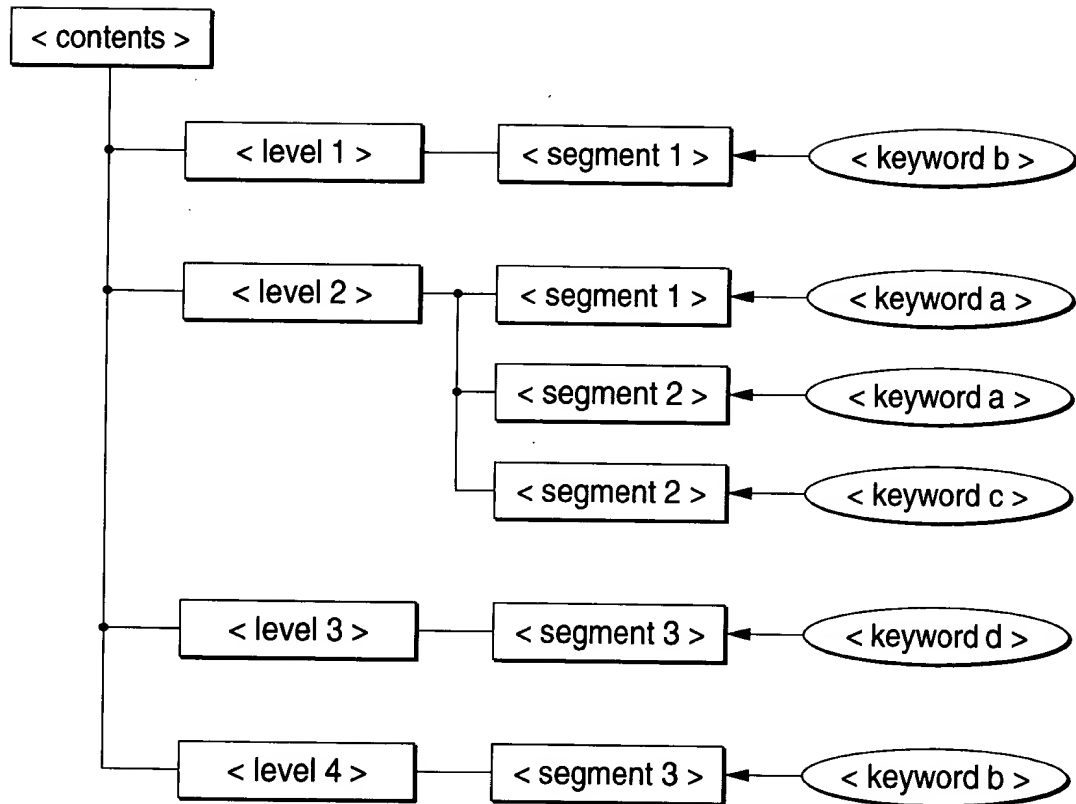 < contents >
< level 1 >
< segment 1 >
< keyword b >
< level 2 >
< segment 1 >
< keyword a >
< segment 2 >
< keyword a >
< segment 2 >
< keyword c >
< level 3 >
< segment 3 >
< keyword d >
< level 4 >
< segment 3 >
< keyword b >